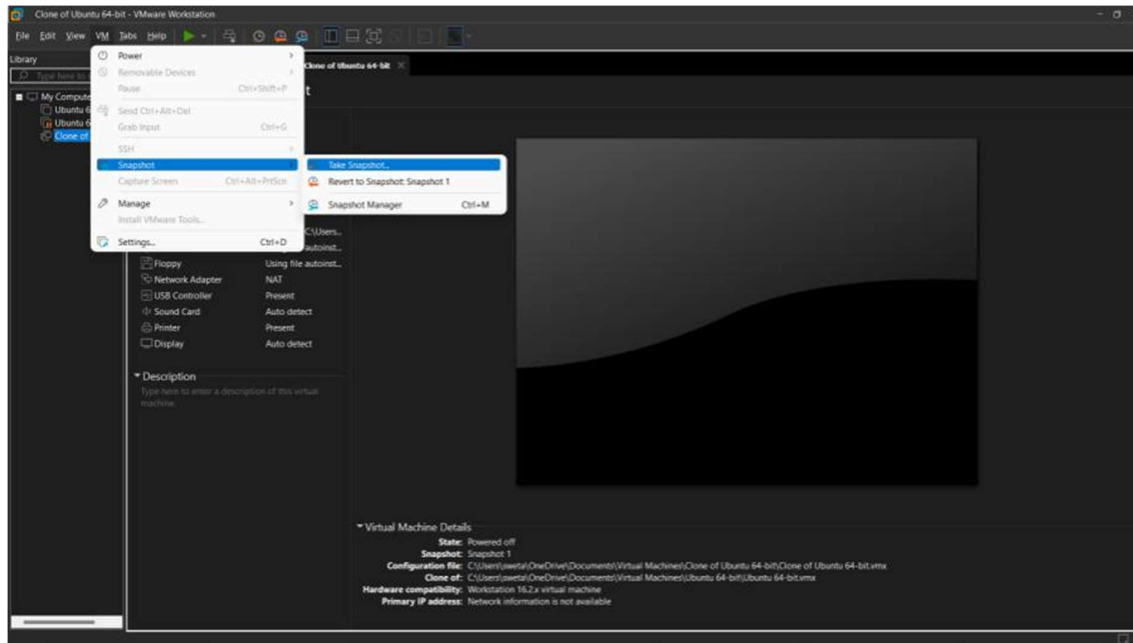 Clone of Ubuntu 64-bit - VMware Workstation
File Edit View VM Tabs Help
Library
Clone of Ubuntu 64-bit
Type here to
My Compute
Ubuntu 6
Ubuntu 6
Clone of
Power
Removable Devices
Pause Ctrl+Shift+P
Send Ctrl+Alt+Del
Grab Input Ctrl+G
SSH
Snapshot
Capture Screen Ctrl+Alt+PrtScn
Manage
Install VMware Tools...
Settings... Ctrl+D
Take Snapshot...
Revert to Snapshot: Snapshot 1
Snapshot Manager Ctrl+M
t
C:\Users...
autoinst...
Floppy Using file autoinst...
Network Adapter NAT
USB Controller Present
Sound Card Auto detect
Printer Present
Display Auto detect
Description
Type here to enter a description of this virtual
machine.
Virtual Machine Details
State: Powered off
Snapshot: Snapshot 1
Configuration file: C:\Users\sweta\OneDrive\Documents\Virtual Machines\Clone of Ubuntu 64-bit\Clone of Ubuntu 64-bit.vmx
Clone of: C:\Users\sweta\OneDrive\Documents\Virtual Machines\Ubuntu 64-bit\Ubuntu 64-bit.vmx
Hardware compatibility: Workstation 16.2.x virtual machine
Primary IP address: Network information is not available